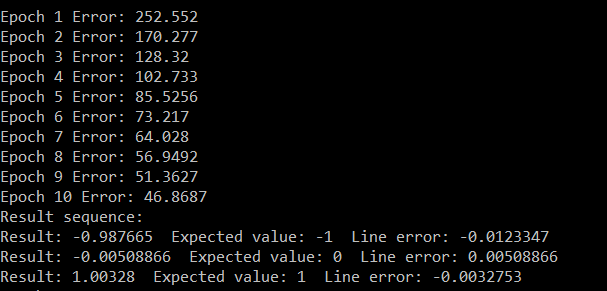 Epoch 1 Error: 252.552
Epoch 2 Error: 170.277
Epoch 3 Error: 128.32
Epoch 4 Error: 102.733
Epoch 5 Error: 85.5256
Epoch 6 Error: 73.217
Epoch 7 Error: 64.028
Epoch 8 Error: 56.9492
Epoch 9 Error: 51.3627
Epoch 10 Error: 46.8687
Result sequence:
Result: -0.987665  Expected value: -1  Line error: -0.0123347
Result: -0.00508866  Expected value: 0  Line error: 0.00508866
Result: 1.00328  Expected value: 1  Line error: -0.0032753